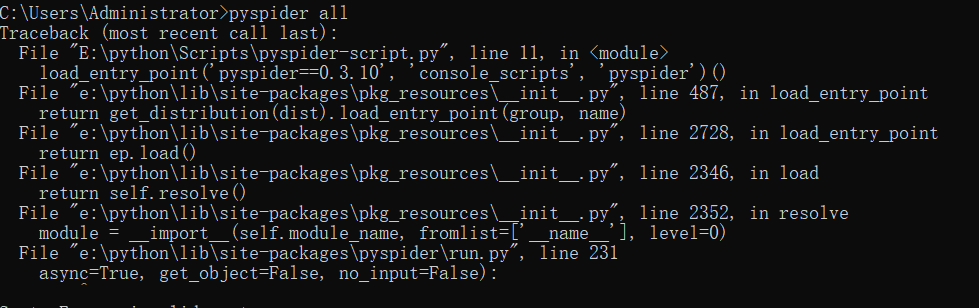 C:\Users\Administrator>pyspider all
Traceback (most recent call last):
  File "E:\python\Scripts\pyspider-script.py", line 11, in <module>
    load_entry_point('pyspider==0.3.10', 'console_scripts', 'pyspider')()
  File "e:\python\lib\site-packages\pkg_resources\__init__.py", line 487, in load_entry_point
    return get_distribution(dist).load_entry_point(group, name)
  File "e:\python\lib\site-packages\pkg_resources\__init__.py", line 2728, in load_entry_point
    return ep.load()
  File "e:\python\lib\site-packages\pkg_resources\__init__.py", line 2346, in load
    return self.resolve()
  File "e:\python\lib\site-packages\pkg_resources\__init__.py", line 2352, in resolve
    module = __import__(self.module_name, fromlist=['__name__'], level=0)
  File "e:\python\lib\site-packages\pyspider\run.py", line 231
    async=True, get_object=False, no_input=False):
        ^